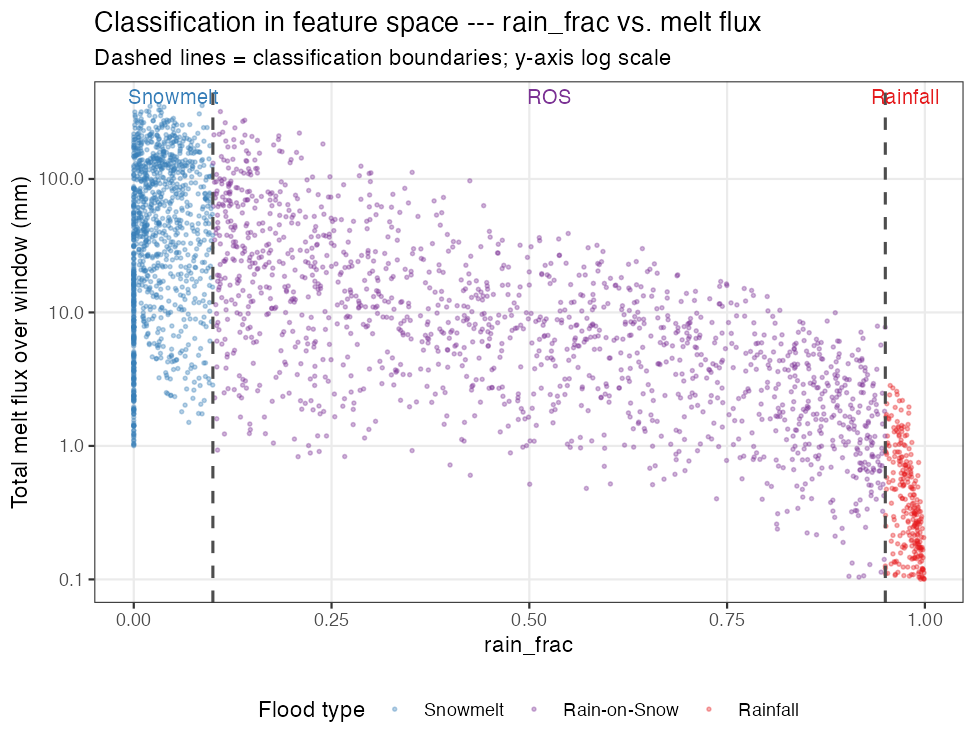 Classification in feature space --- rain_frac vs. melt flux
Dashed lines = classification boundaries; y-axis log scale
Snowmelt
ROS
Rainfall
Total melt flux over window (mm)
100.0
10.0
1.0
0.1
0.00
0.25
0.50
0.75
1.00
rain_frac
Flood type
Snowmelt
Rain-on-Snow
Rainfall